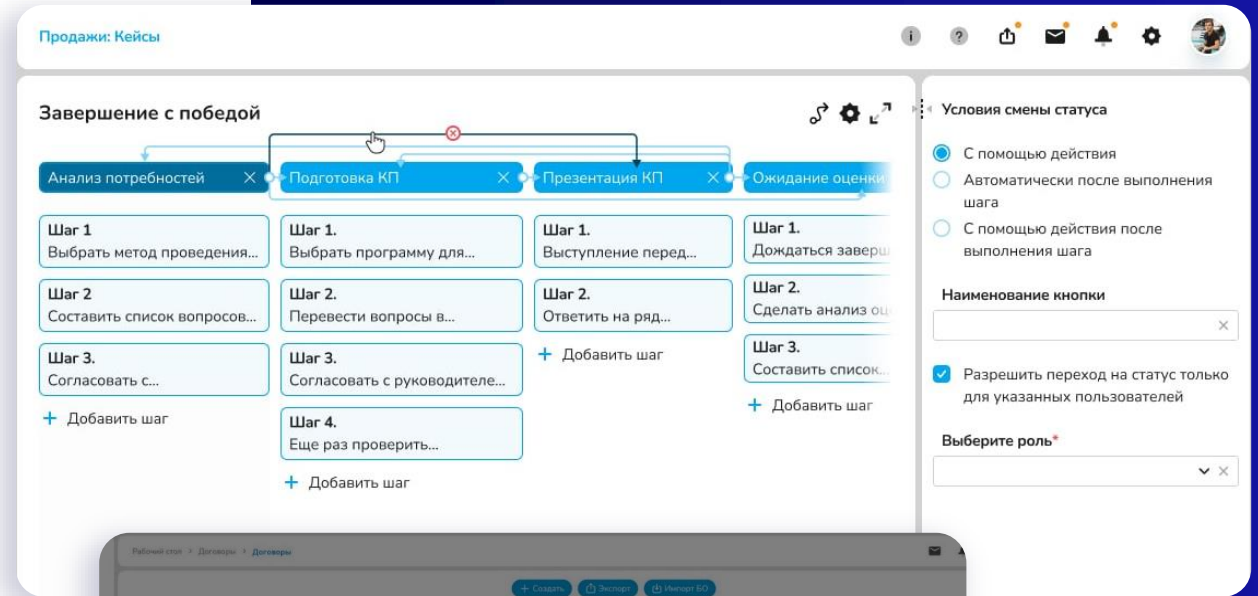 Продажи: Кейсы
Завершение с победой
Анализ потребностей
Подготовка КП
Презентация КП
Ожидание оценки
Шаг 1
Выбрать метод проведения...
Шаг 2
Составить список вопросов...
Шаг 3.
Согласовать с...
+ Добавить шаг
Шаг 1.
Выбрать программу для...
Шаг 2.
Перевести вопросы в...
Шаг 3.
Согласовать с руководителе...
Шаг 4.
Еще раз проверить...
+ Добавить шаг
Шаг 1.
Выступление перед...
Шаг 2.
Ответить на ряд...
+ Добавить шаг
Шаг 1.
Дождаться заверш
Шаг 2.
Сделать анализ оц
Шаг 3.
Составить список...
+ Добавить шаг
Условия смены статуса
С помощью действия
Автоматически после выполнения
шага
С помощью действия после
выполнения шага
Наименование кнопки
Разрешить переход на статус только
для указанных пользователей
Выберите роль*
Рабочий стол > Договоры > Договоры
+ Создать
Экспорт
Импорт БО